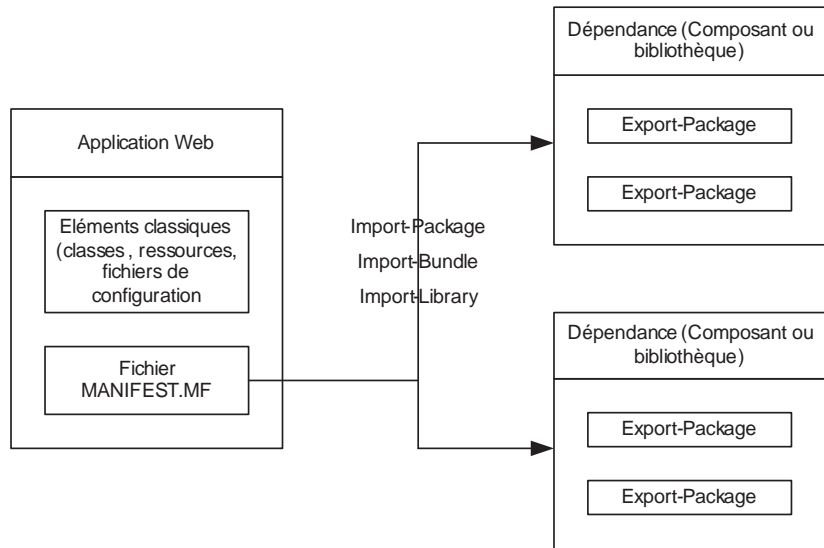 Application Web
Eléments classiques
(classes , ressources,
fichiers de
configuration
Fichier
MANIFEST.MF
Import-Package
Import-Bundle
Import-Library
Dépendance (Composant ou
bibliothèque)
Export-Package
Export-Package
Dépendance (Composant ou
bibliothèque)
Export-Package
Export-Package